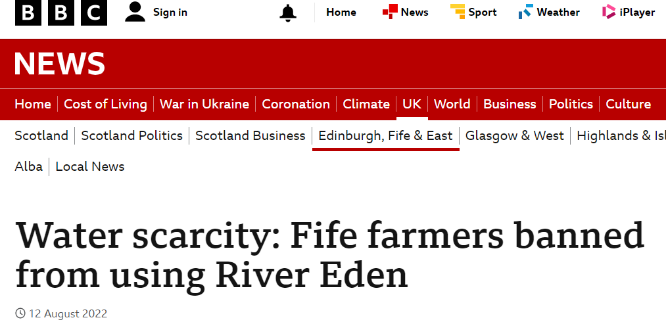 BBC Sign in Home News Sport Weather iPlayer
NEWS
Home Cost of Living War in Ukraine Coronation Climate UK World Business Politics Culture
Scotland Scotland Politics Scotland Business Edinburgh, Fife & East Glasgow & West Highlands &
Alba Local News
Water scarcity: Fife farmers banned
from using River Eden
12 August 2022